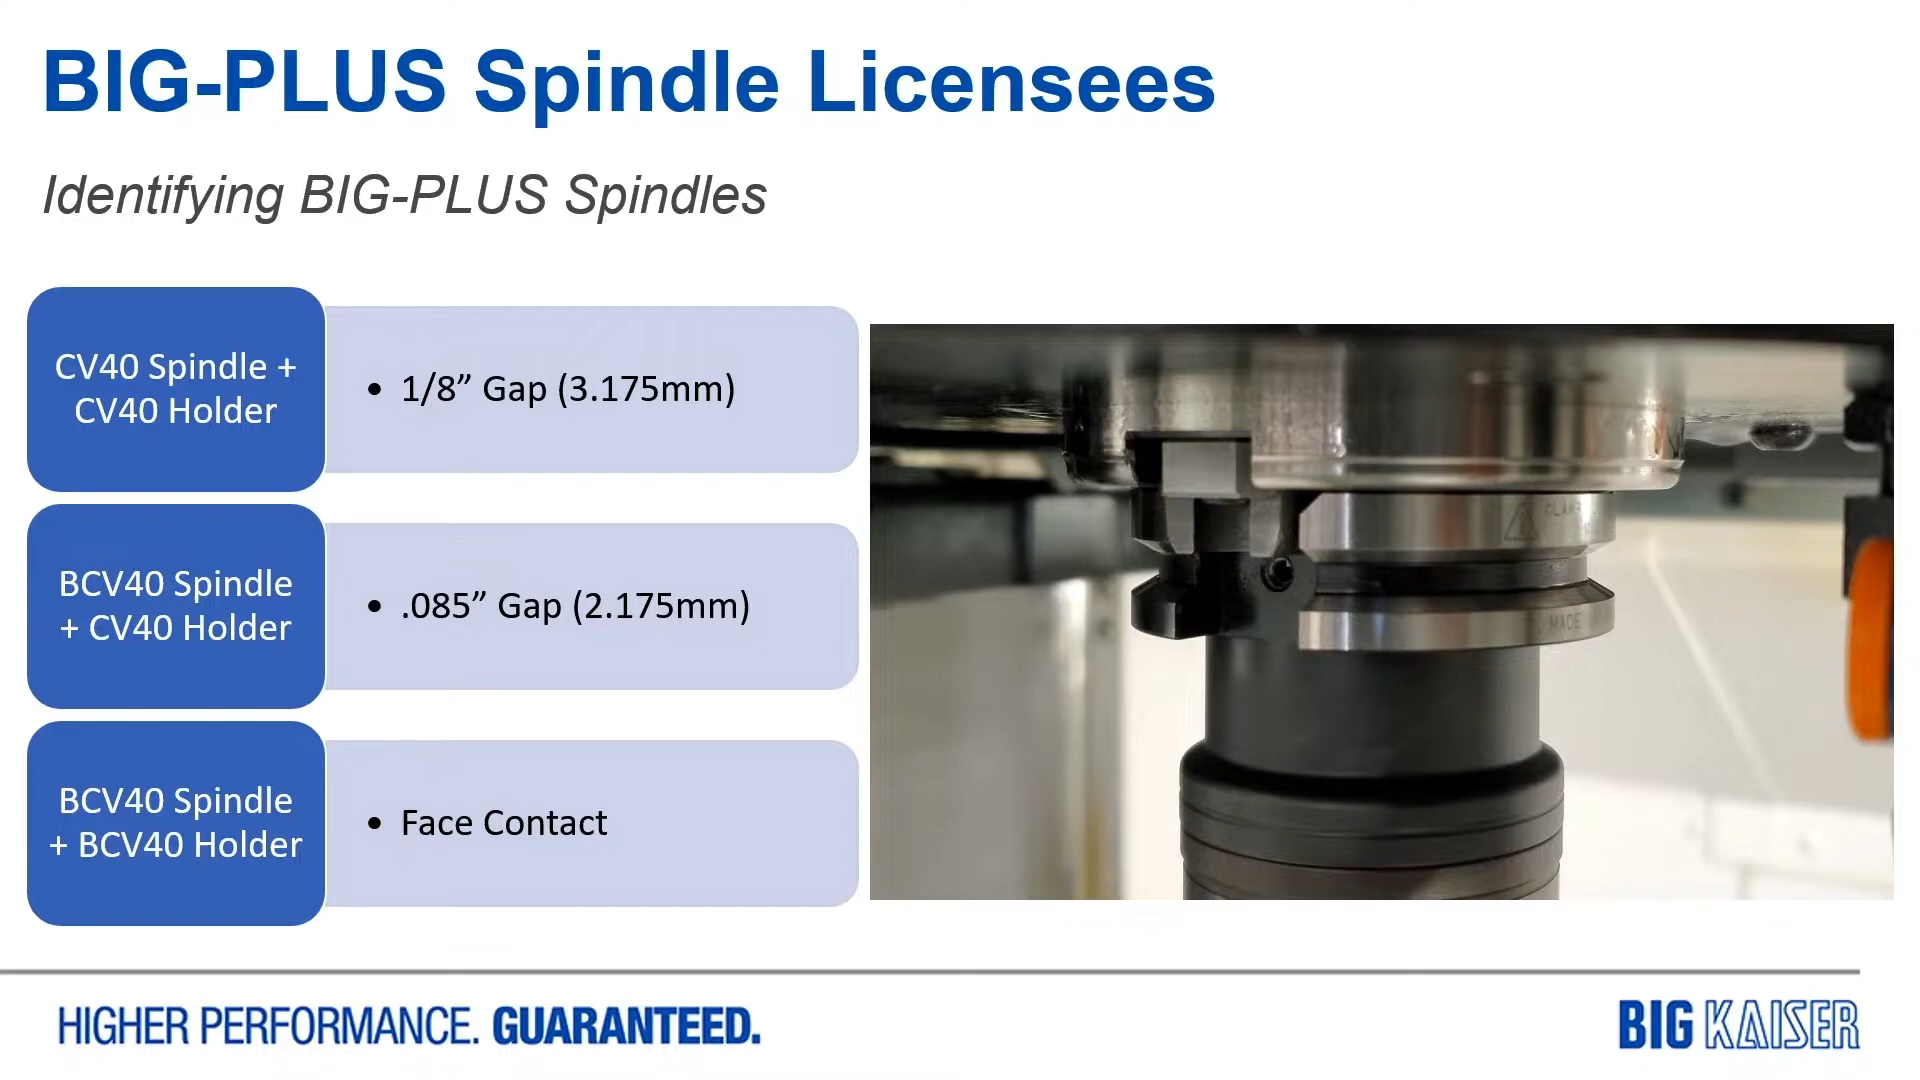 BIG-PLUS Spindle Licensees
Identifying BIG-PLUS Spindles
CV40 Spindle +
CV40 Holder
• 1/8” Gap (3.175mm)
BCV40 Spindle
+ CV40 Holder
• .085” Gap (2.175mm)
BCV40 Spindle
+ BCV40 Holder
• Face Contact
MADE
HIGHER PERFORMANCE. GUARANTEED.
BIG KAISER